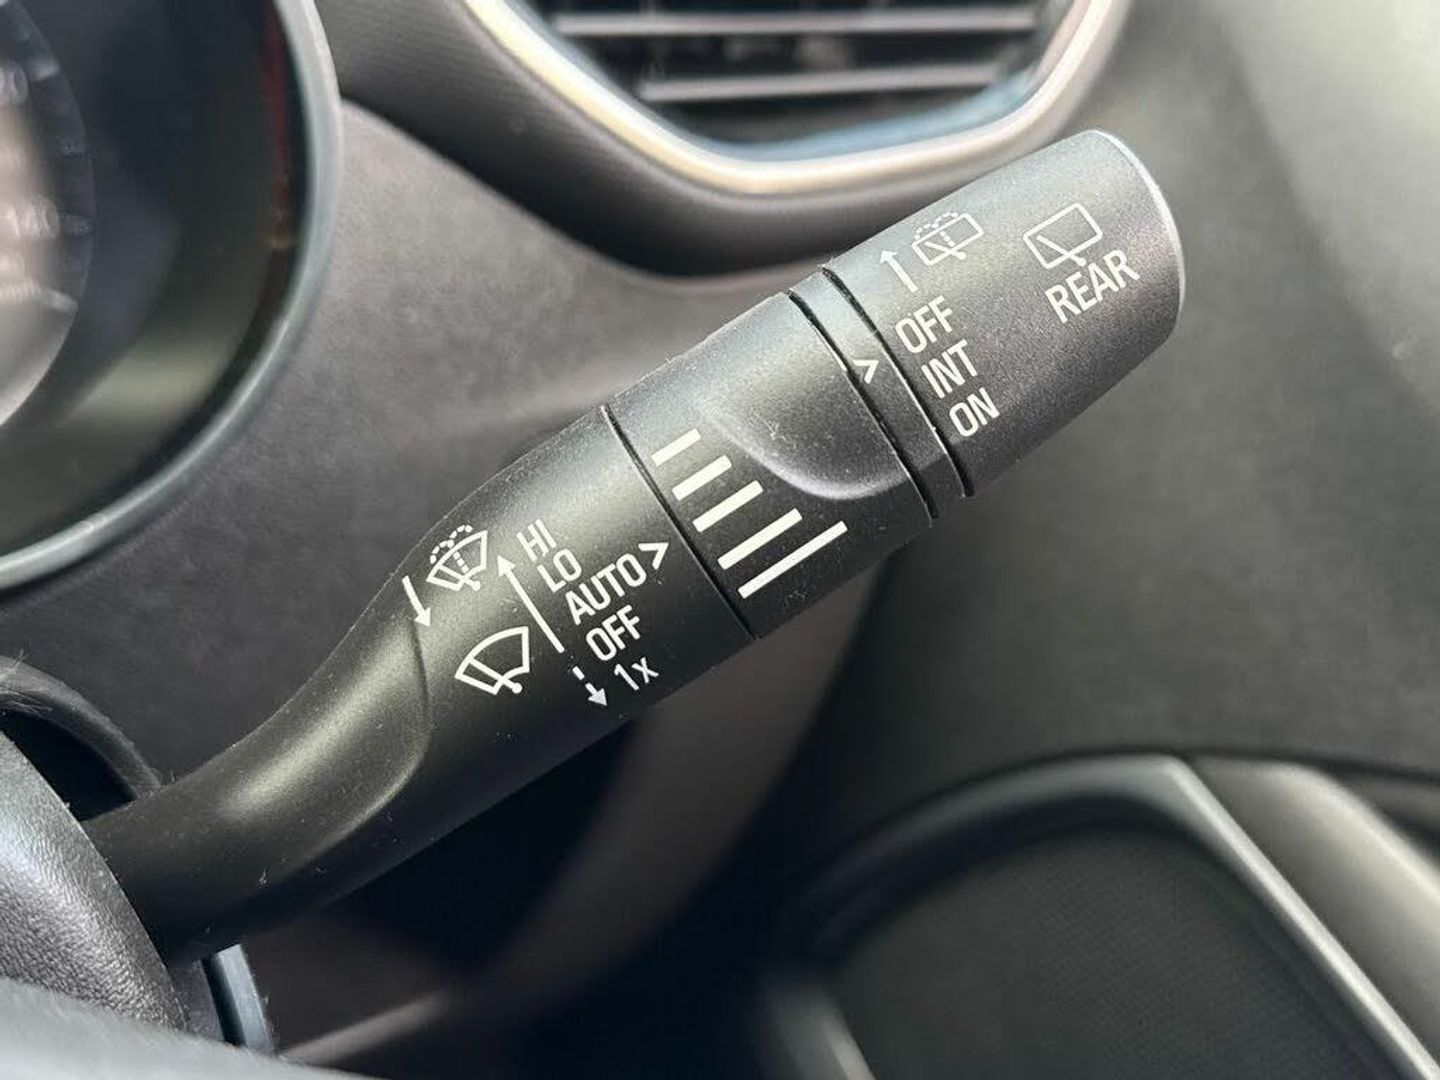 OFF
INT
ON
REAR
HI
LO
AUTO
OFF
1x